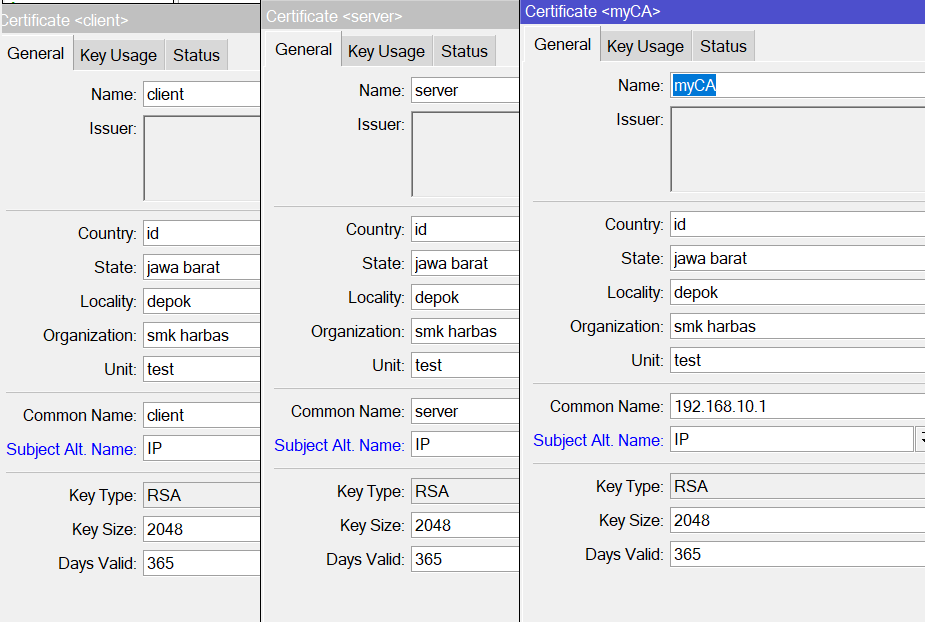 Certificate <client>
General Key Usage Status
Name: client
Issuer:
Country: id
State: jawa barat
Locality: depok
Organization: smk harbas
Unit: test
Common Name: client
Subject Alt. Name: IP
Key Type: RSA
Key Size: 2048
Days Valid: 365
Certificate <server>
General Key Usage Status
Name: server
Issuer:
Country: id
State: jawa barat
Locality: depok
Organization: smk harbas
Unit: test
Common Name: server
Subject Alt. Name: IP
Key Type: RSA
Key Size: 2048
Days Valid: 365
Certificate <myCA>
General Key Usage Status
Name: myCA
Issuer:
Country: id
State: jawa barat
Locality: depok
Organization: smk harbas
Unit: test
Common Name: 192.168.10.1
Subject Alt. Name: IP
Key Type: RSA
Key Size: 2048
Days Valid: 365